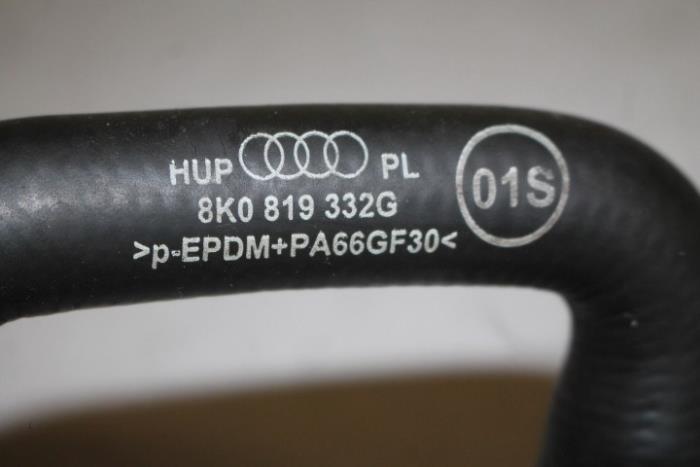 HUP PL
8K0 819 332G
>p-EPDM+PA66GF30<
01S